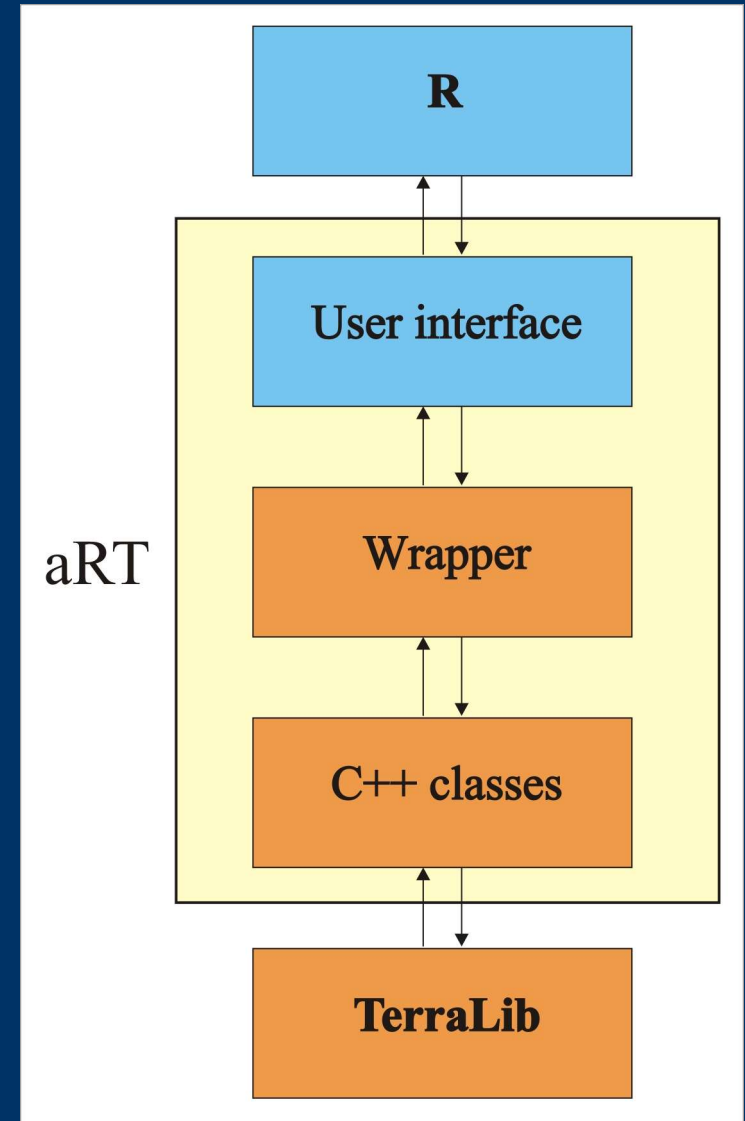 R
User interface
Wrapper
aRT
C++ classes
TerraLib